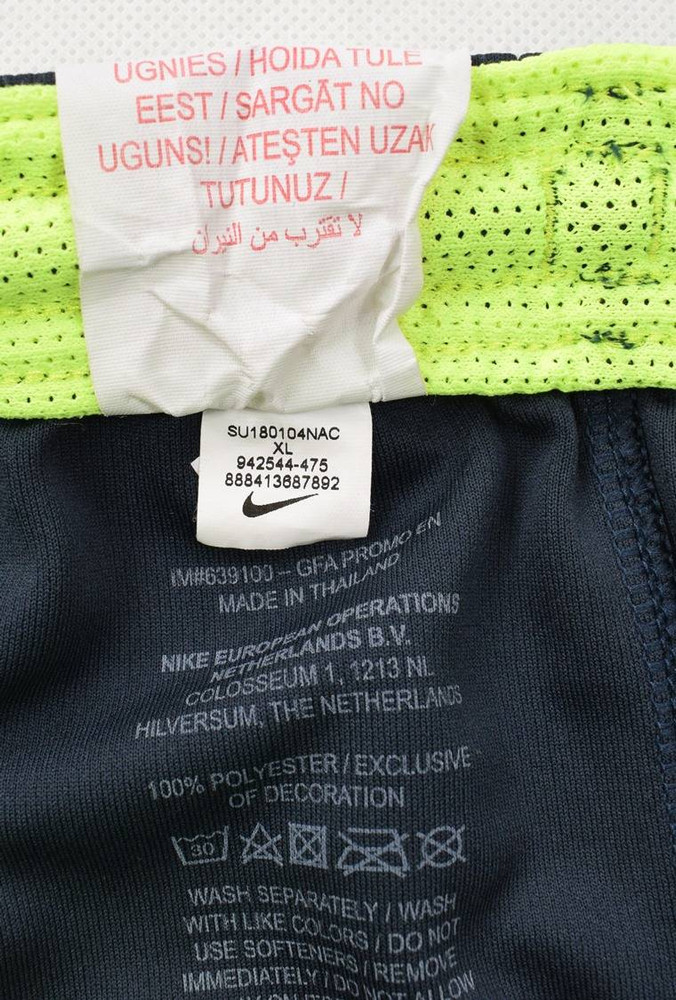 UGNIES / HOIDA TULE
EEST / SARGĀT NO
UGUNS! / ATEŞTEN UZAK
TUTUNUZ /
لا تقترب من النيران
SU180104NAC
XL
942544-475
888413687892
IM#639100 – GFA PROMO EN
MADE IN THAILAND
NIKE EUROPEAN OPERATIONS
NETHERLANDS B.V.
COLOSSEUM 1, 1213 NL
HILVERSUM, THE NETHERLANDS
100% POLYESTER / EXCLUSIVE
OF DECORATION
30
WASH SEPARATELY / WASH
WITH LIKE COLORS / DO NOT
USE SOFTENERS / REMOVE
IMMEDIATELY / DO NOT ALLOW